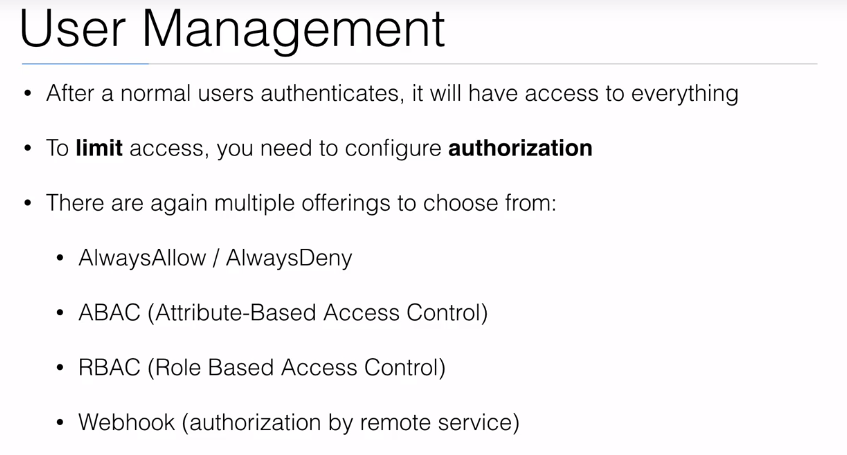 User Management
• After a normal users authenticates, it will have access to everything
• To limit access, you need to configure authorization
• There are again multiple offerings to choose from:
• AlwaysAllow / AlwaysDeny
• ABAC (Attribute-Based Access Control)
• RBAC (Role Based Access Control)
• Webhook (authorization by remote service)